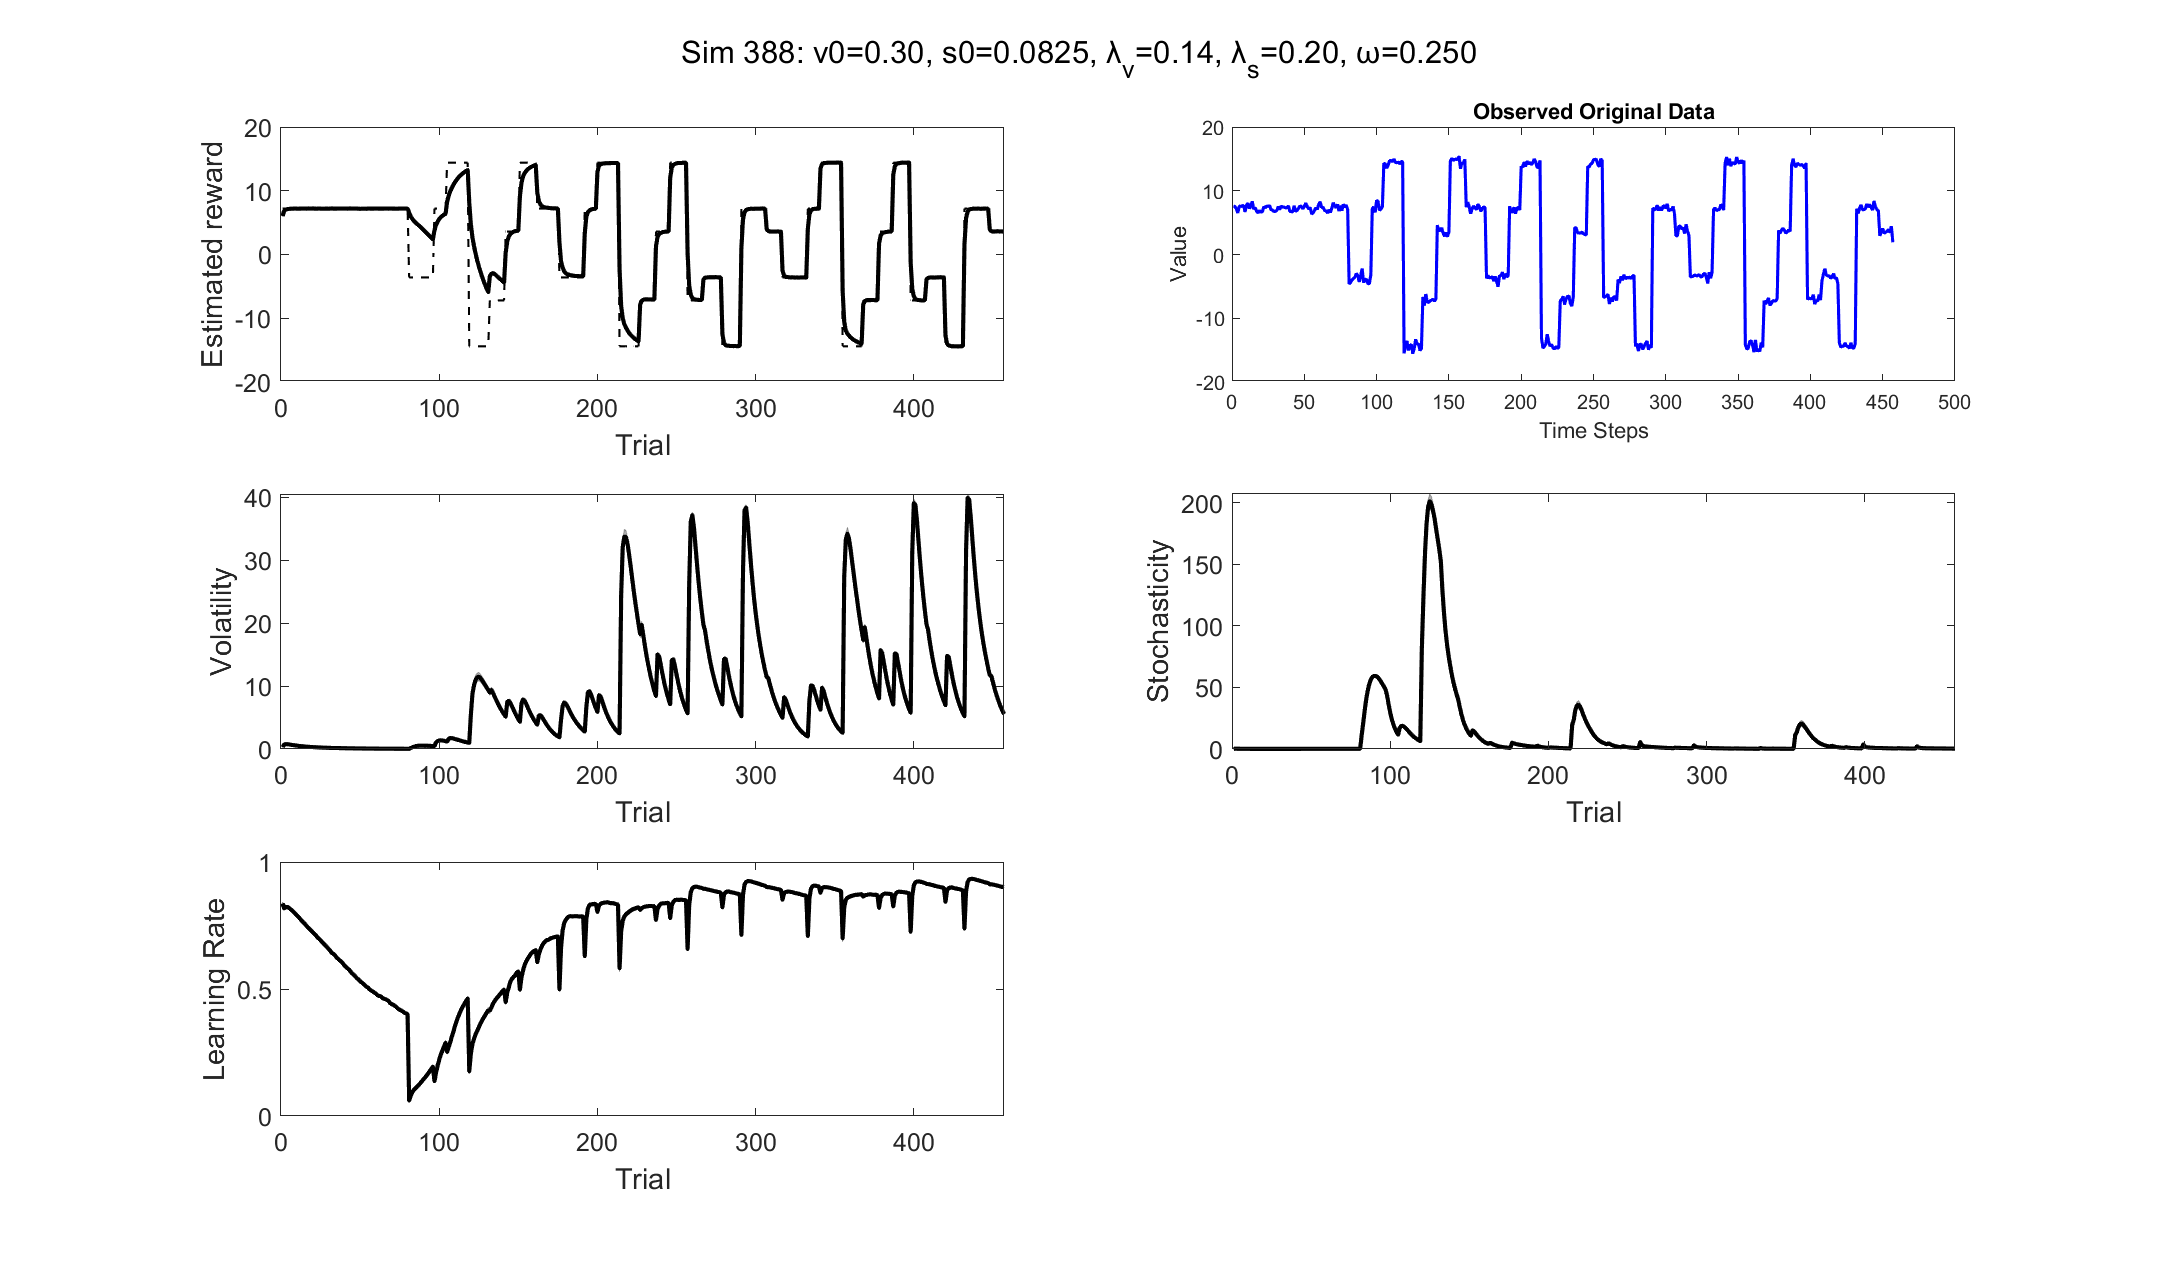 Sim 388: v0=0.30, s0=0.0825, λ_v=0.14, λ_s=0.20, ω=0.250
20
10
0
-10
-20
0 100 200 300 400
Trial
Estimated reward
Observed Original Data
20
10
0
-10
-20
0 50 100 150 200 250 300 350 400 450 500
Time Steps
Value
40
30
20
10
0
0 100 200 300 400
Trial
Volatility
200
150
100
50
0
0 100 200 300 400
Trial
Stochasticity
1
0.5
0
0 100 200 300 400
Trial
Learning Rate